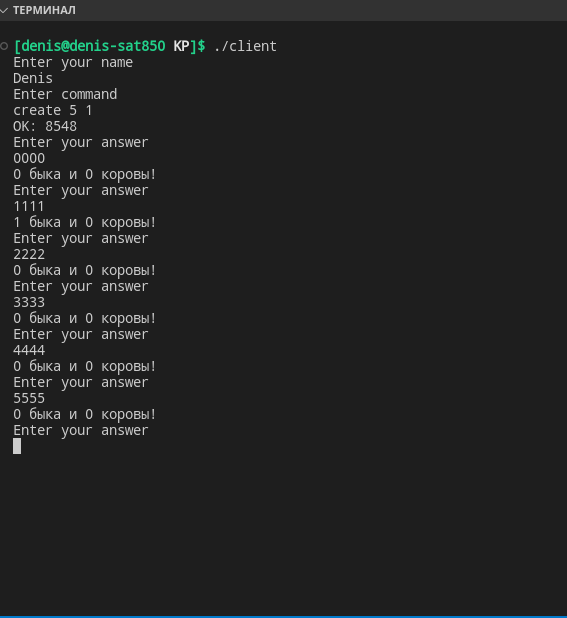 ТЕРМИНАЛ
[denis@denis-sat850 КР]$ ./client
Enter your name
Denis
Enter command
create 5 1
OK: 8548
Enter your answer
0000
0 быка и 0 коровы!
Enter your answer
1111
1 быка и 0 коровы!
Enter your answer
2222
0 быка и 0 коровы!
Enter your answer
3333
0 быка и 0 коровы!
Enter your answer
4444
0 быка и 0 коровы!
Enter your answer
5555
0 быка и 0 коровы!
Enter your answer